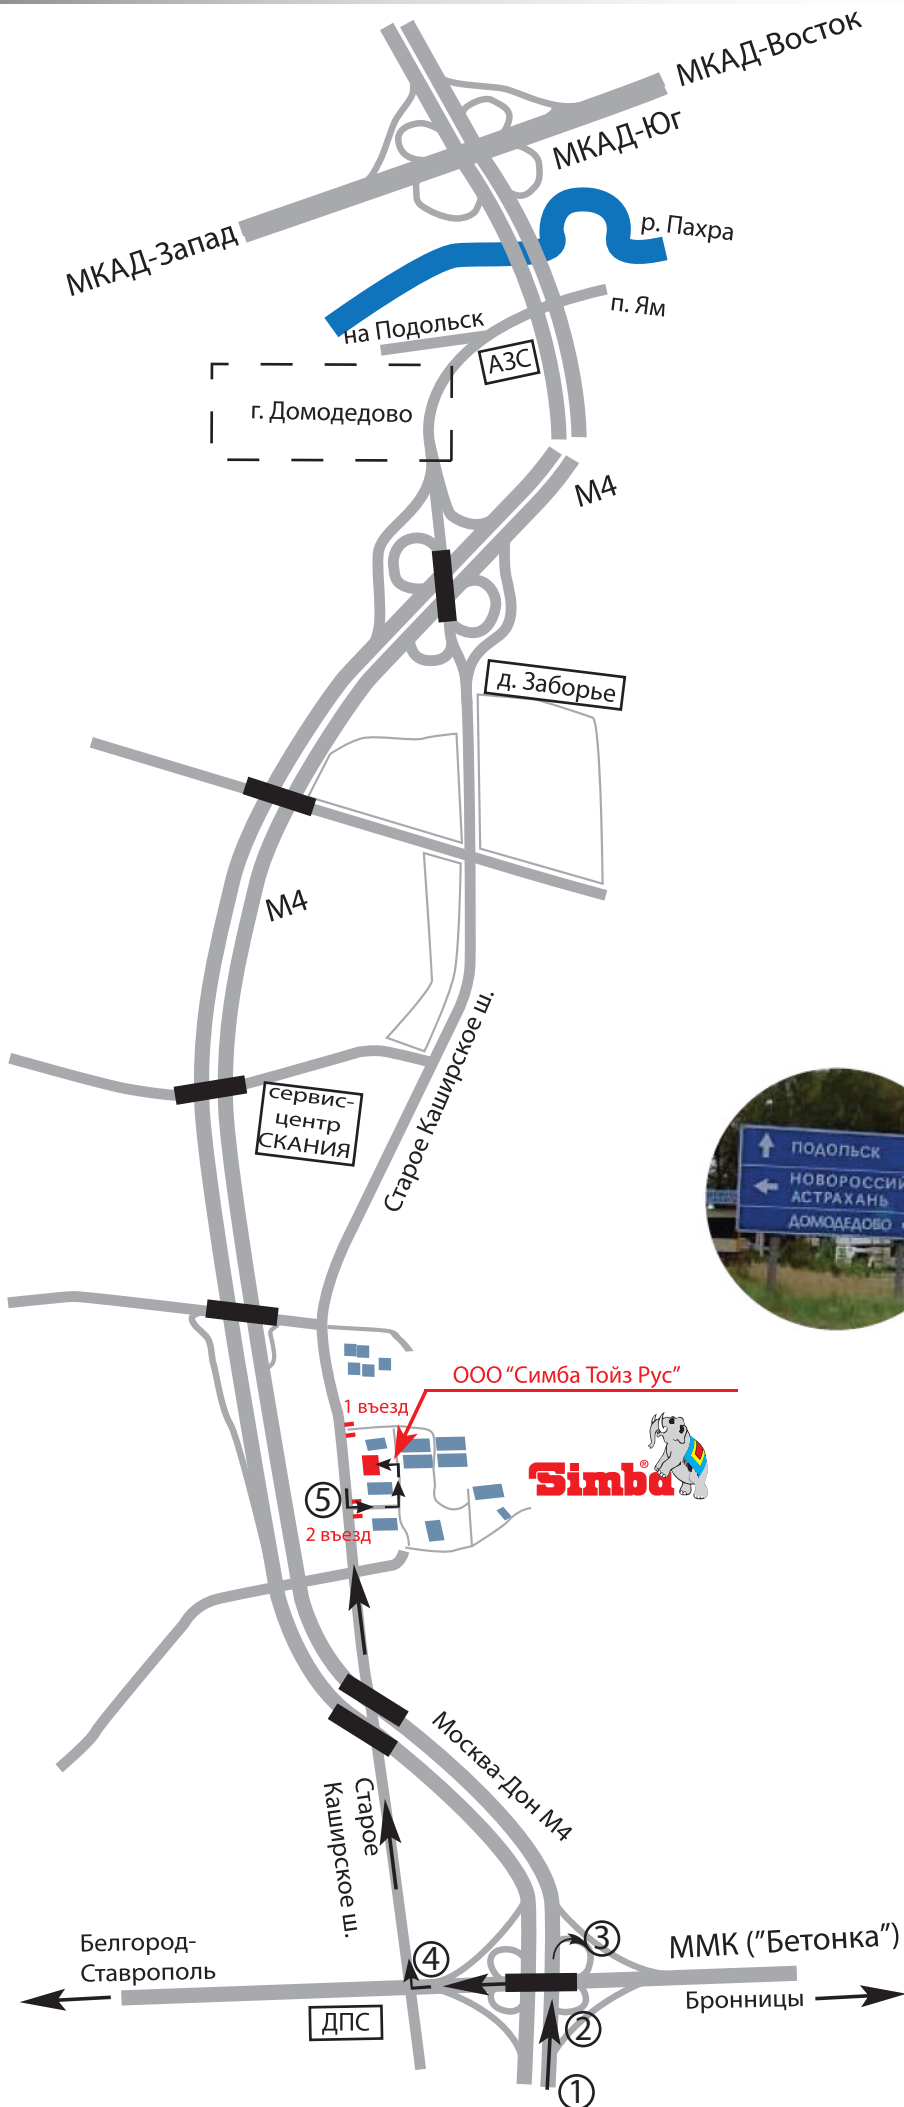 МКАД-Восток
МКАД-Юг
МКАД-Запад
р. Пахра
п. Ям
на Подольск
АЗС
г. Домодедово
М4
д. Заборье
М4
Старое Каширское ш.
сервис-
центр
СКАНИЯ
ПОДОЛЬСК
АСТРАХАНЬ
ДОМОДЕДОВО
ООО "Симба Тойз Рус"
1 въезд
Simba®
5
2 въезд
Москва-Дон М4
Старое
Каширское ш.
3
ММК ("Бетонка")
Белгород-
Ставрополь
4
Бронницы
ДПС
2
1